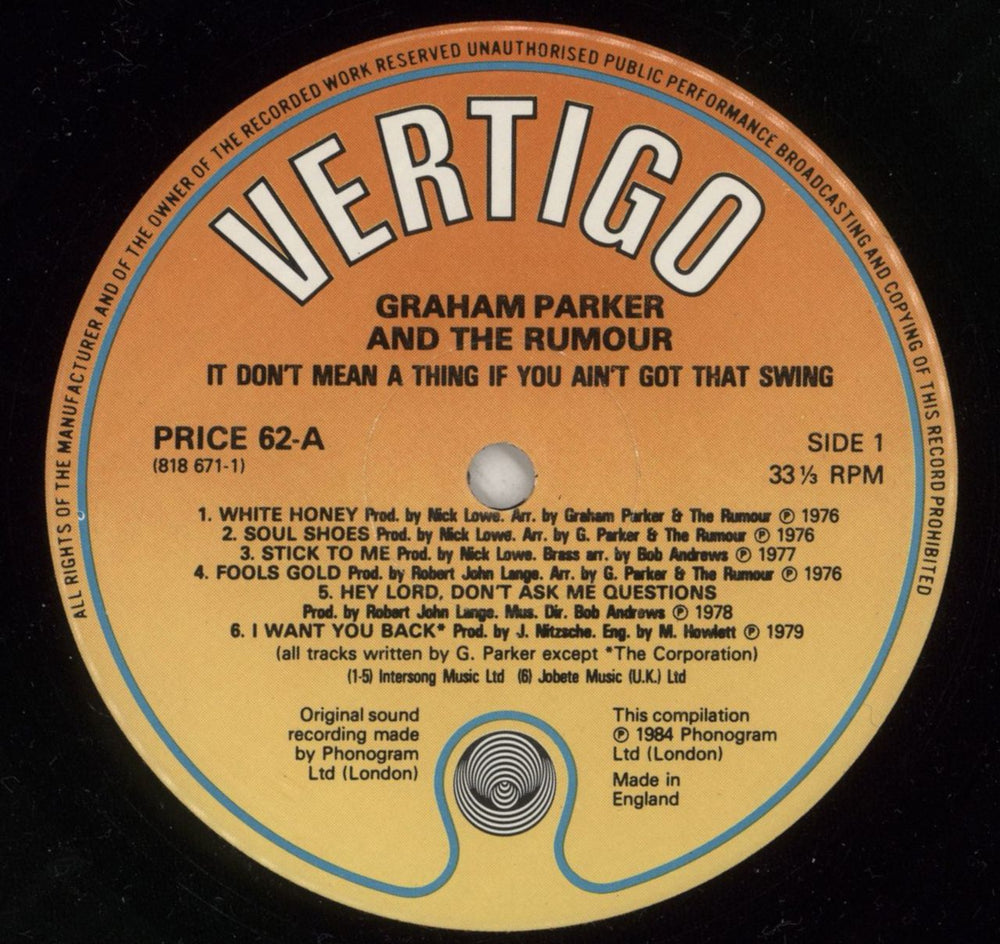 ALL RIGHTS OF THE MANUFACTURER AND OF THE OWNER OF THE RECORDED WORK RESERVED UNAUTHORISED PUBLIC PERFORMANCE BROADCASTING AND COPYING OF THIS RECORD PROHIBITED
VERTIGO
GRAHAM PARKER
AND THE RUMOUR
IT DON'T MEAN A THING IF YOU AIN'T GOT THAT SWING
PRICE 62-A
(818 671-1)
SIDE 1
33⅓ RPM
1. WHITE HONEY Prod. by Nick Lowe. Arr. by Graham Parker & The Rumour ℗ 1976
2. SOUL SHOES Prod. by Nick Lowe. Arr. by G. Parker & The Rumour ℗ 1976
3. STICK TO ME Prod. by Nick Lowe. Brass arr. by Bob Andrews ℗ 1977
4. FOOLS GOLD Prod. by Robert John Lange. Arr. by G. Parker & The Rumour ℗ 1976
5. HEY LORD, DON'T ASK ME QUESTIONS
Prod. by Robert John Lange. Mus. Dir. Bob Andrews ℗ 1978
6. I WANT YOU BACK* Prod. by J. Nitzsche. Eng. by M. Howlett ℗ 1979
(all tracks written by G. Parker except *The Corporation)
(1-5) Intersong Music Ltd (6) Jobete Music (U.K.) Ltd
Original sound
recording made
by Phonogram
Ltd (London)
This compilation
℗ 1984 Phonogram
Ltd (London)
Made in
England